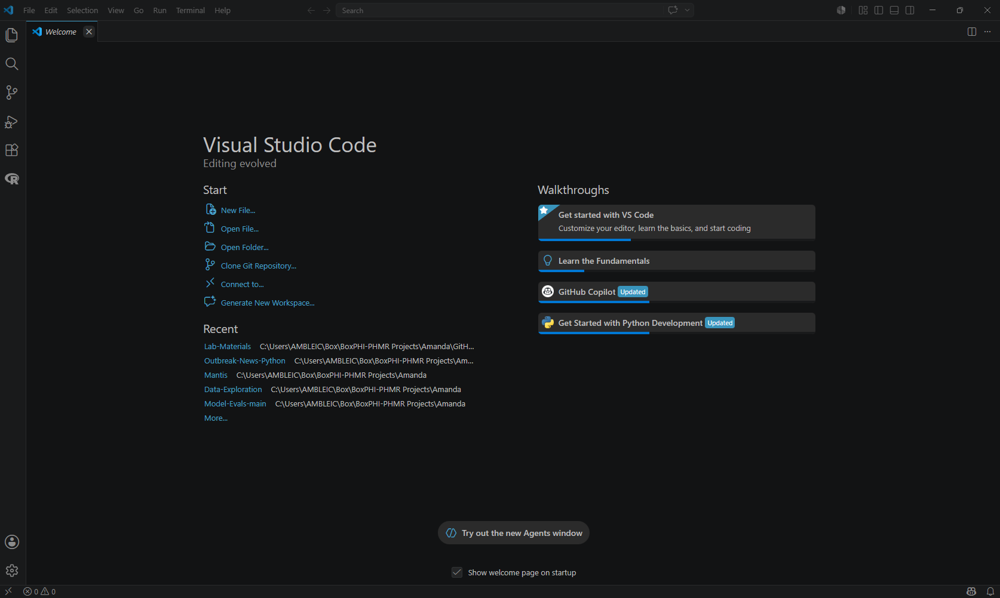 File Edit Selection View Go Run Terminal Help
Search
Welcome
Visual Studio Code
Editing evolved
Start
New File...
Open File...
Open Folder...
Clone Git Repository...
Connect to...
Generate New Workspace...
Recent
Lab-Materials C:\Users\AMBLEIC\Box\BoxPHI-PHMR Projects\Amanda\GitH...
Outbreak-News-Python C:\Users\AMBLEIC\Box\BoxPHI-PHMR Projects\Am...
Mantis C:\Users\AMBLEIC\Box\BoxPHI-PHMR Projects\Amanda
Data-Exploration C:\Users\AMBLEIC\Box\BoxPHI-PHMR Projects\Amanda
Model-Evals-main C:\Users\AMBLEIC\Box\BoxPHI-PHMR Projects\Amanda
More...
Walkthroughs
Get started with VS Code
Customize your editor, learn the basics, and start coding
Learn the Fundamentals
GitHub Copilot Updated
Get Started with Python Development Updated
Try out the new Agents window
Show welcome page on startup
0 0